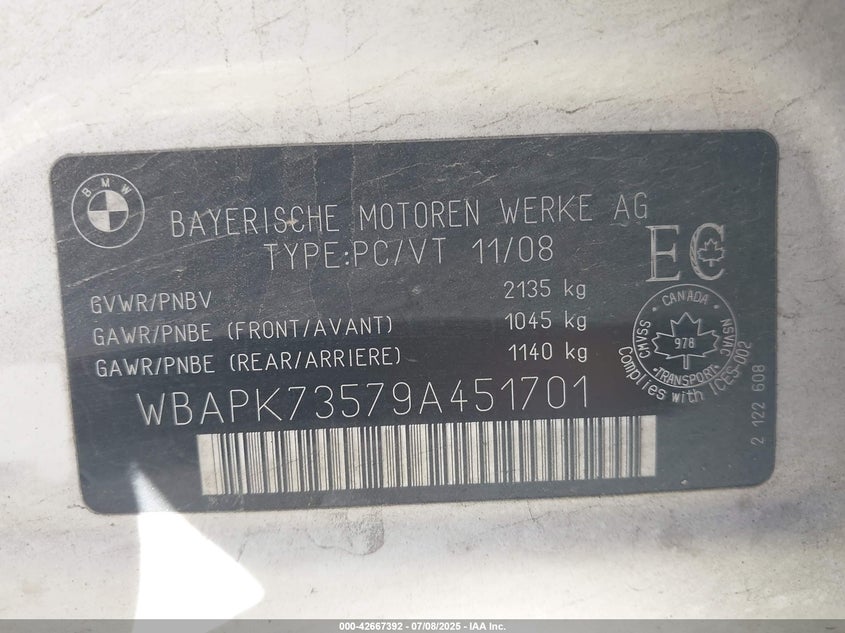 BMW
BAYERISCHE MOTOREN WERKE AG
TYPE:PC/VT 11/08
EC
GVWR/PNBV 2135 kg
GAWR/PNBE (FRONT/AVANT) 1045 kg
GAWR/PNBE (REAR/ARRIERE) 1140 kg
CANADA
CMVSS
978
NSVAC
TRANSPORT
Complies with ICES-002
WBAPK73579A451701
2 122 608
000-42667392 - 07/08/2025 - IAA Inc.